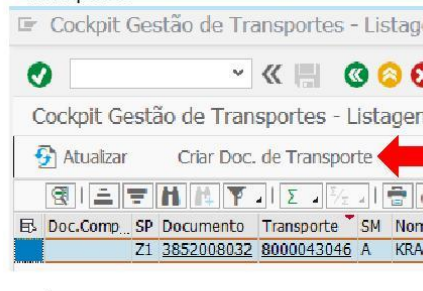 Cockpit Gestão de Transportes - Listag
Cockpit Gestão de Transportes - Listagen
Atualizar Criar Doc. de Transporte
Doc.Comp... SP Documento Transporte SM Nom
Z1 3852008032 8000043046 A KRA